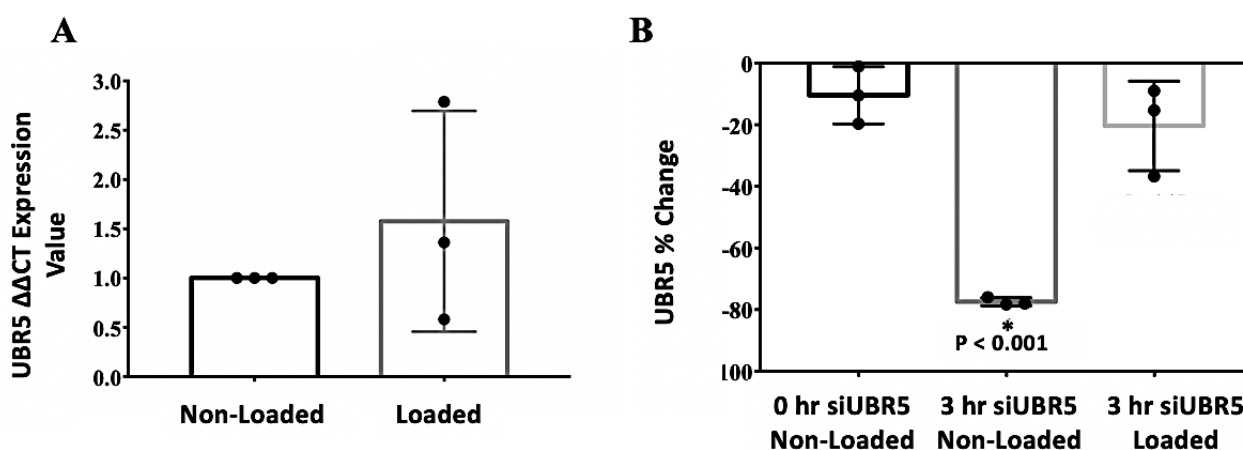 A
UBR5 ΔΔCT Expression
Value
3.0
2.5
2.0
1.5
1.0
0.5
0.0
Non-Loaded
Loaded
B
UBR5 % Change
0
-20
-40
-60
-80
100
*
P < 0.001
0 hr siUBR5
Non-Loaded
3 hr siUBR5
Non-Loaded
3 hr siUBR5
Loaded